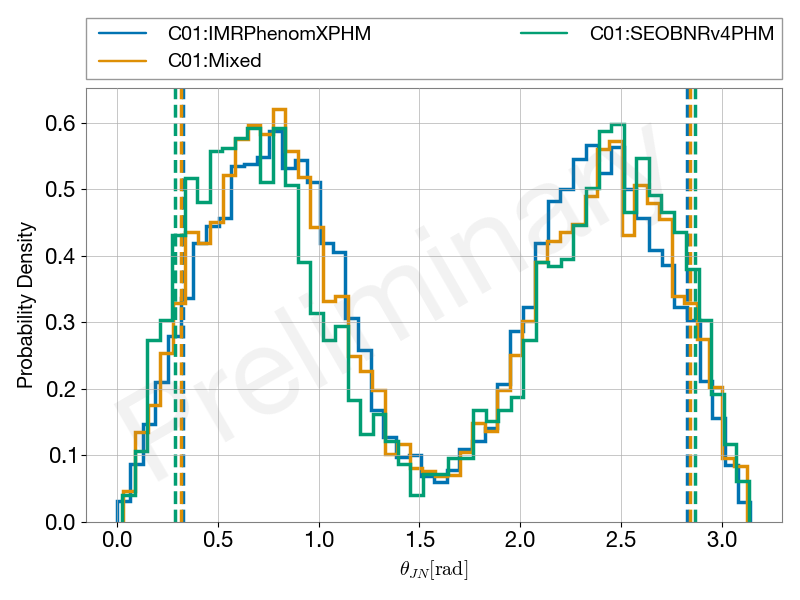 C01:IMRPhenomXPHM
C01:Mixed
C01:SEOBNRv4PHM
Preliminary
Probability Density
0.6
0.5
0.4
0.3
0.2
0.1
0.0
0.0 0.5 1.0 1.5 2.0 2.5 3.0
θ_JN[rad]